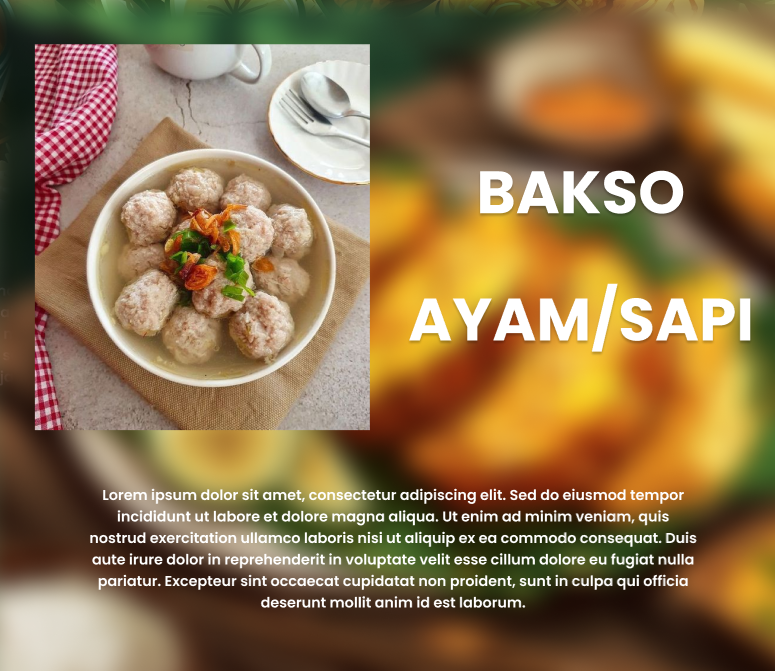 BAKSO
AYAM/SAPI
Lorem ipsum dolor sit amet, consectetur adipiscing elit. Sed do eiusmod tempor
incididunt ut labore et dolore magna aliqua. Ut enim ad minim veniam, quis
nostrud exercitation ullamco laboris nisi ut aliquip ex ea commodo consequat. Duis
aute irure dolor in reprehenderit in voluptate velit esse cillum dolore eu fugiat nulla
pariatur. Excepteur sint occaecat cupidatat non proident, sunt in culpa qui officia
deserunt mollit anim id est laborum.